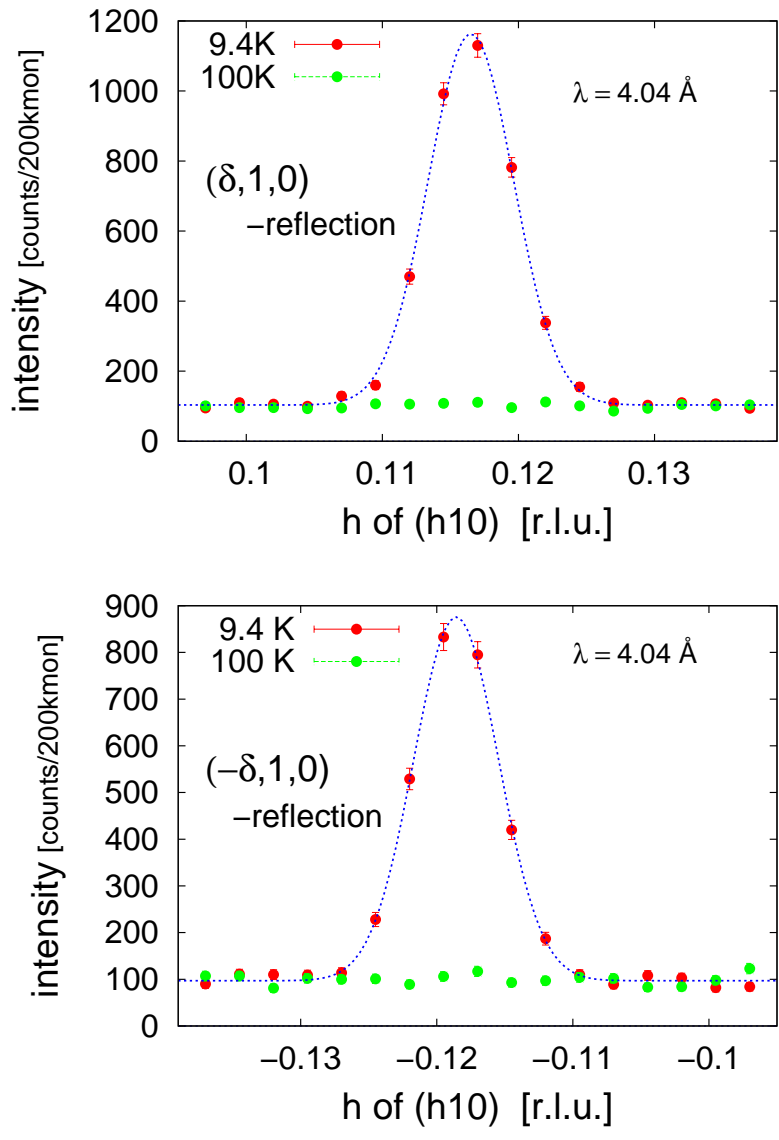 1200
1000
800
600
400
200
0
intensity [counts/200kmon]
9.4K
100K
λ = 4.04 Å
(δ,1,0)
−reflection
0.1 0.11 0.12 0.13
h of (h10) [r.l.u.]
900
800
700
600
500
400
300
200
100
0
intensity [counts/200kmon]
9.4 K
100 K
λ = 4.04 Å
(−δ,1,0)
−reflection
−0.13 −0.12 −0.11 −0.1
h of (h10) [r.l.u.]